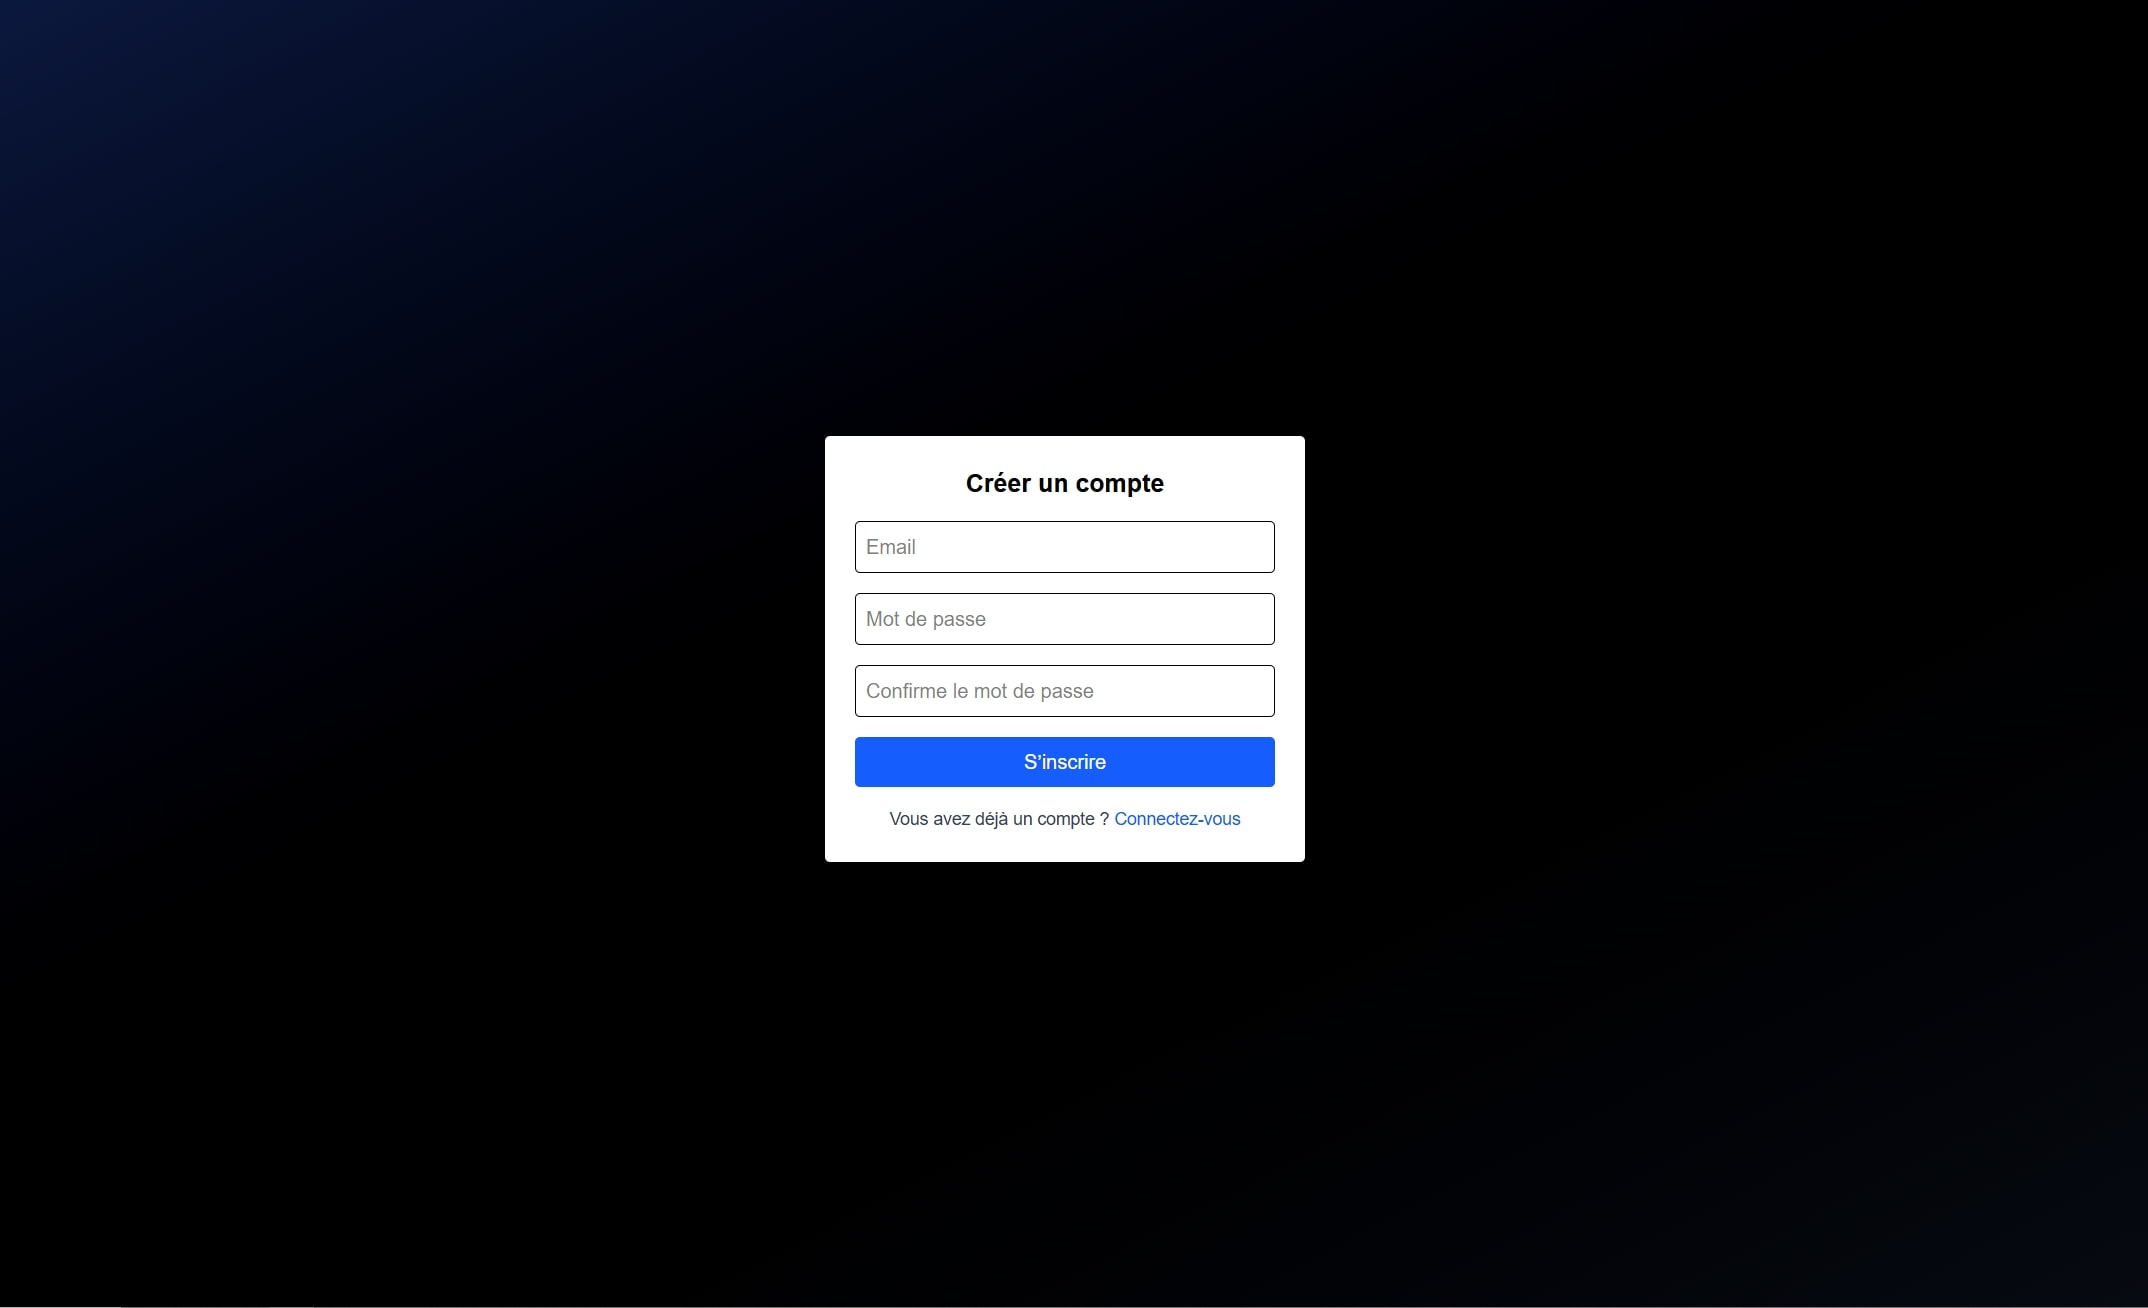 Créer un compte
Email
Mot de passe
Confirme le mot de passe
S'inscrire
Vous avez déjà un compte ? Connectez-vous